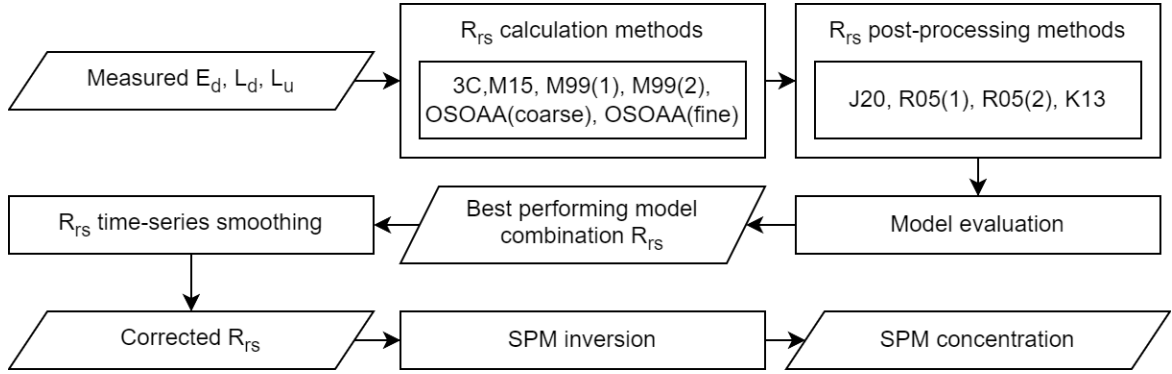 Measured E_d, L_d, L_u
R_rs calculation methods
3C,M15, M99(1), M99(2),
OSOAA(coarse), OSOAA(fine)
R_rs post-processing methods
J20, R05(1), R05(2), K13
Model evaluation
Best performing model
combination R_rs
R_rs time-series smoothing
Corrected R_rs
SPM inversion
SPM concentration